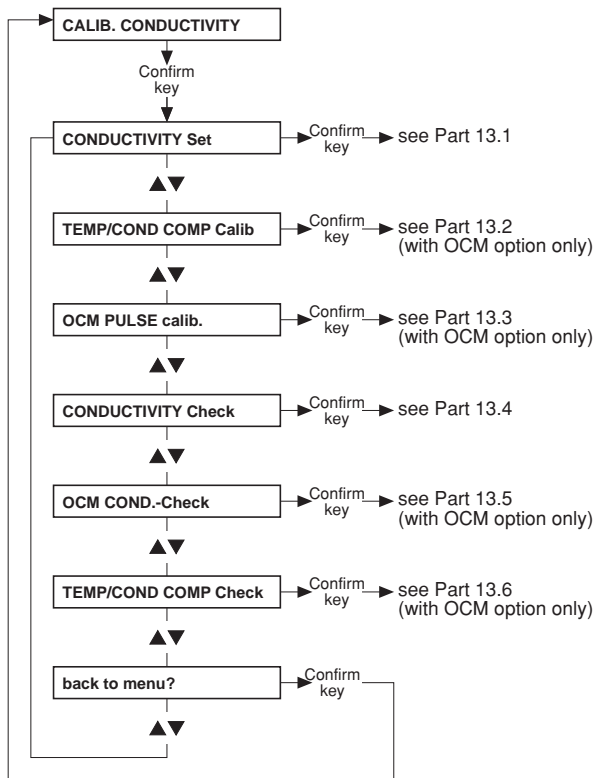 CALIB. CONDUCTIVITY
Confirm
key
CONDUCTIVITY Set
Confirm
key
see Part 13.1
▲▼
TEMP/COND COMP Calib
Confirm
key
see Part 13.2
(with OCM option only)
▲▼
OCM PULSE calib.
Confirm
key
see Part 13.3
(with OCM option only)
▲▼
CONDUCTIVITY Check
Confirm
key
see Part 13.4
▲▼
OCM COND.-Check
Confirm
key
see Part 13.5
(with OCM option only)
▲▼
TEMP/COND COMP Check
Confirm
key
see Part 13.6
(with OCM option only)
▲▼
back to menu?
Confirm
key
▲▼